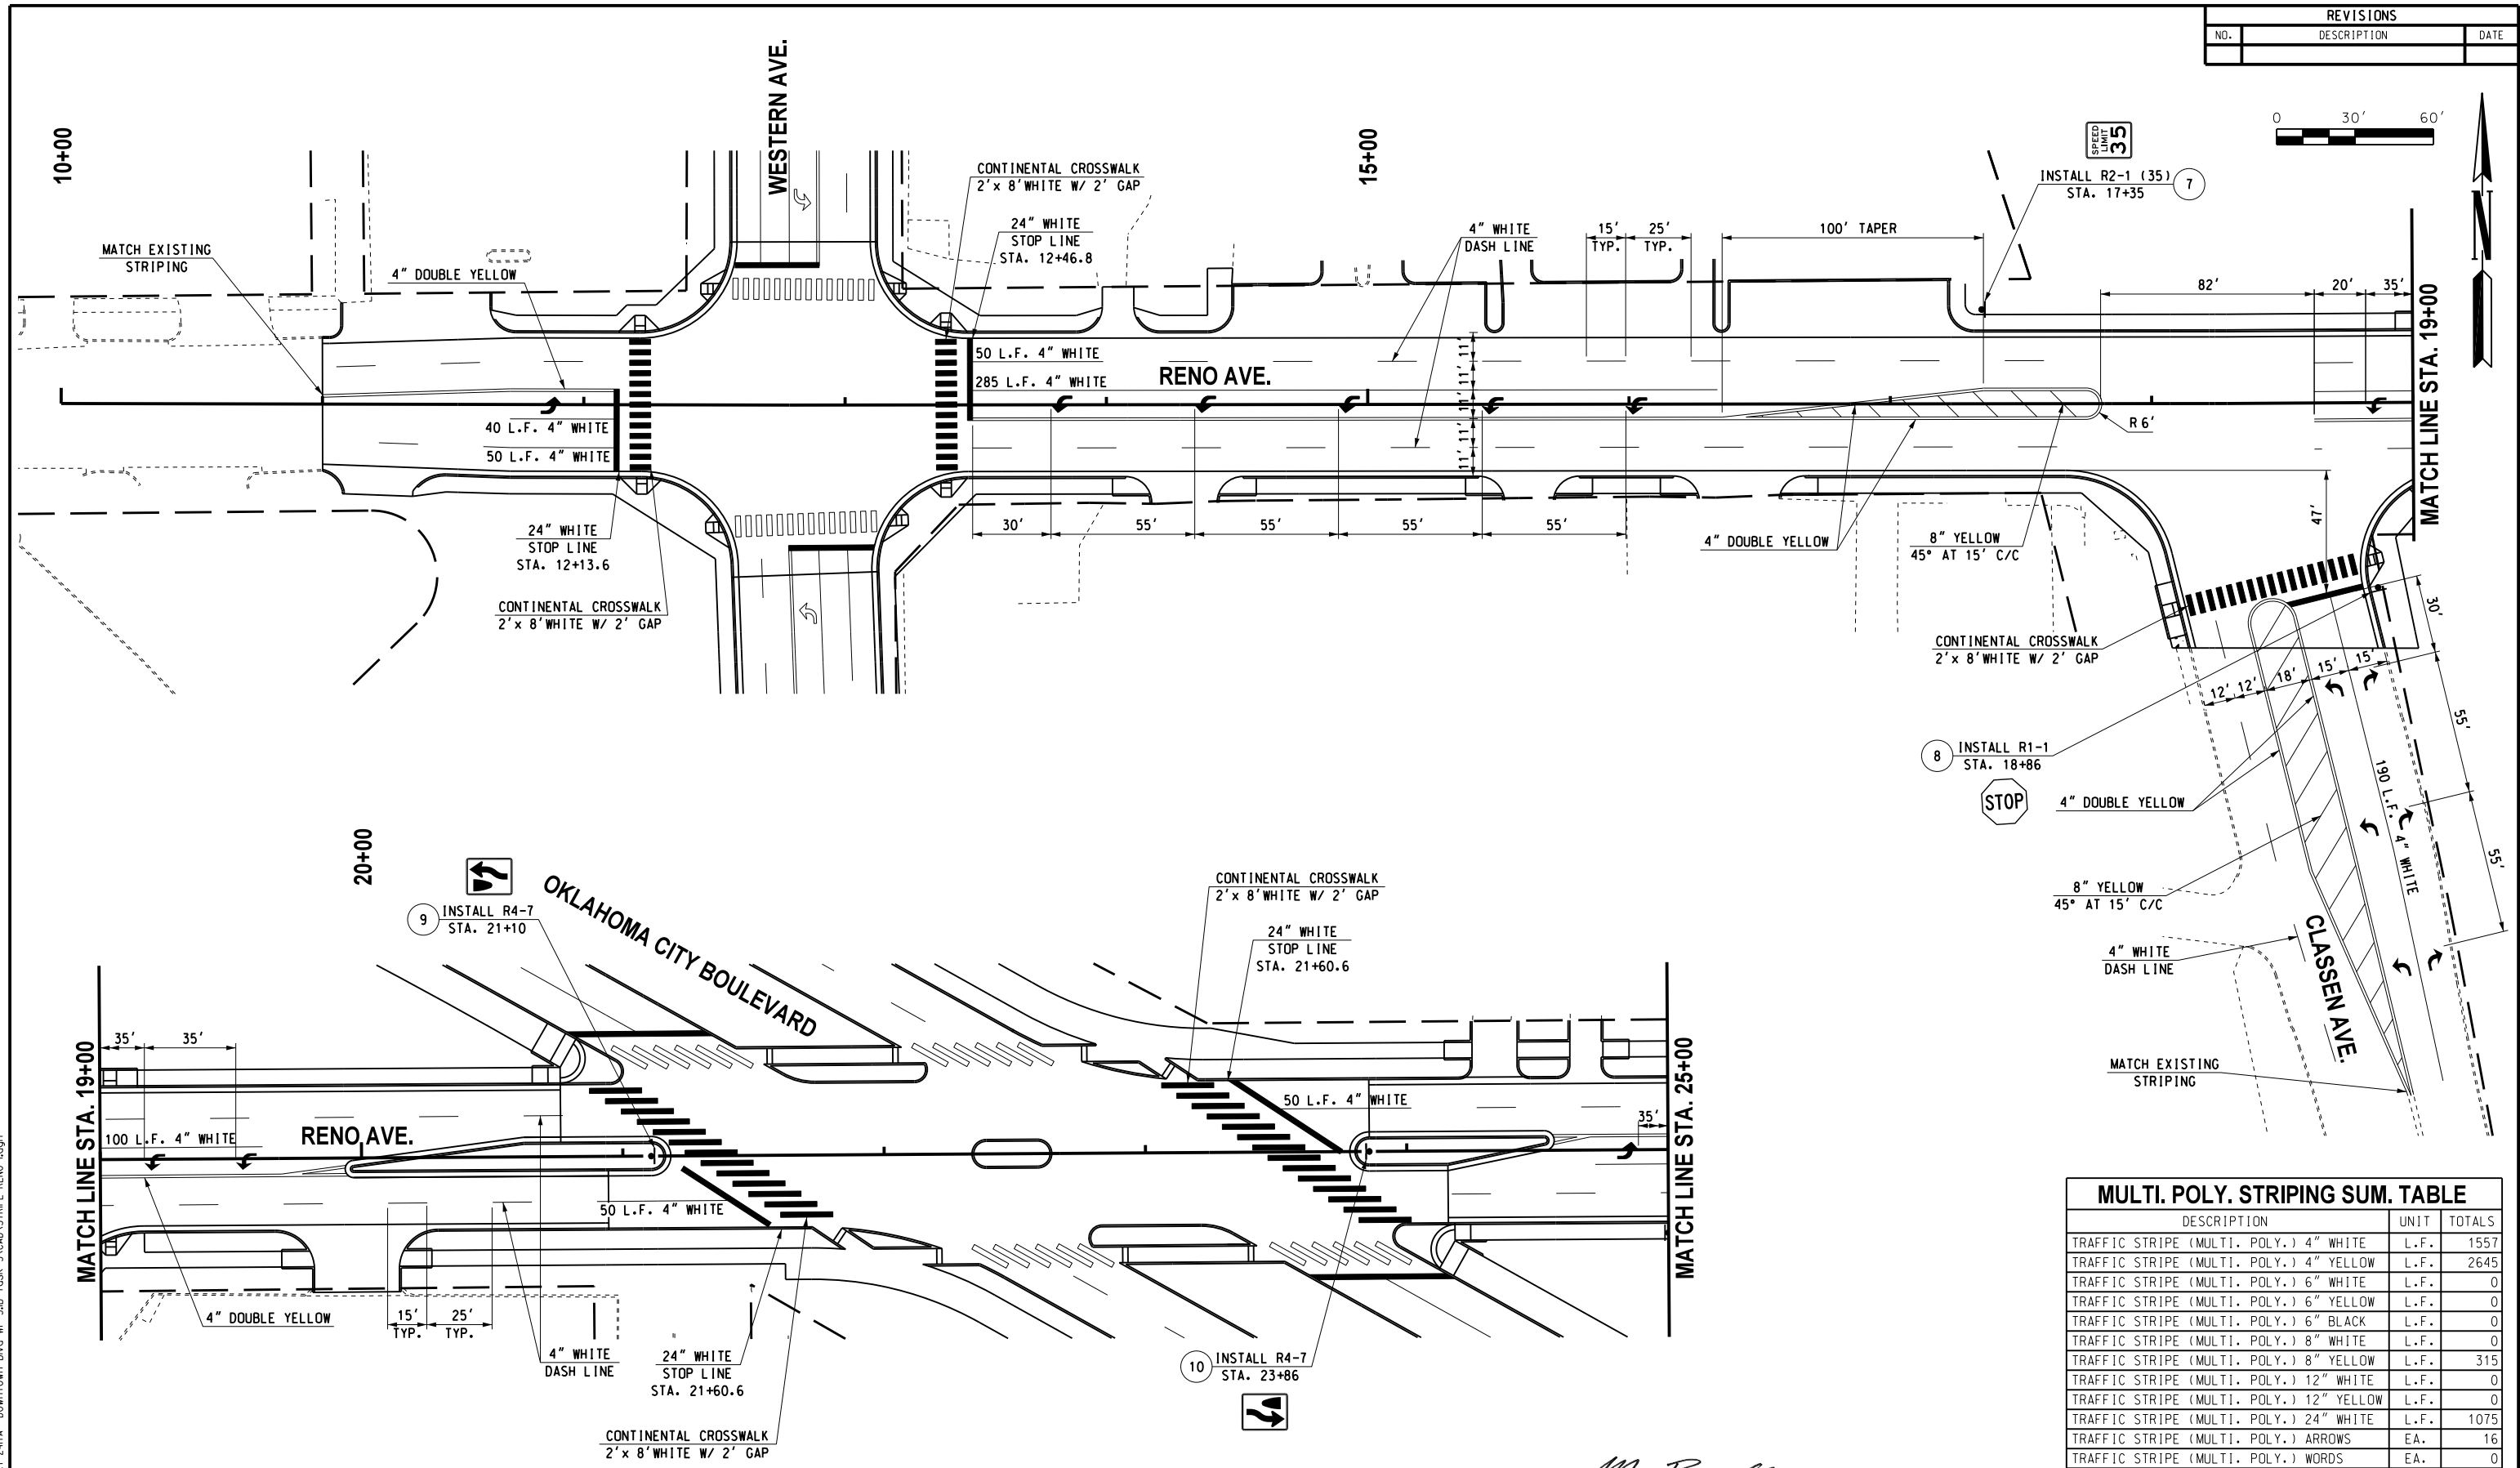 REVISIONS
NO. DESCRIPTION DATE
10+00
WESTERN AVE.
15+00
SPEED
LIMIT
35
0 30' 60'
N
INSTALL R2-1 (35) 7
STA. 17+35
CONTINENTAL CROSSWALK
2'x 8'WHITE W/ 2' GAP
24" WHITE
STOP LINE
STA. 12+46.8
4" WHITE
DASH LINE
15' 25'
TYP. TYP.
100' TAPER
MATCH EXISTING
STRIPING
4" DOUBLE YELLOW
82' 20' 35'
MATCH LINE STA. 19+00
50 L.F. 4" WHITE
285 L.F. 4" WHITE
RENO AVE.
11'
11'
11'
11'
11'
40 L.F. 4" WHITE
50 L.F. 4" WHITE
R 6'
24" WHITE
STOP LINE
STA. 12+13.6
30' 55' 55' 55' 55'
4" DOUBLE YELLOW
8" YELLOW
45° AT 15' C/C
47'
CONTINENTAL CROSSWALK
2'x 8'WHITE W/ 2' GAP
CONTINENTAL CROSSWALK
2'x 8'WHITE W/ 2' GAP
30'
12' 12' 18' 15' 15'
55'
8 INSTALL R1-1
STA. 18+86
STOP
4" DOUBLE YELLOW
190 L.F. 4" WHITE
55'
8" YELLOW
45° AT 15' C/C
4" WHITE
DASH LINE
CLASSEN AVE.
MATCH EXISTING
STRIPING
20+00
9 INSTALL R4-7
STA. 21+10
OKLAHOMA CITY BOULEVARD
CONTINENTAL CROSSWALK
2'x 8'WHITE W/ 2' GAP
24" WHITE
STOP LINE
STA. 21+60.6
MATCH LINE STA. 19+00
35' 35'
100 L.F. 4" WHITE
RENO AVE.
50 L.F. 4" WHITE
35'
MATCH LINE STA. 25+00
50 L.F. 4" WHITE
4" DOUBLE YELLOW
15' 25'
TYP. TYP.
4" WHITE
DASH LINE
24" WHITE
STOP LINE
STA. 21+60.6
CONTINENTAL CROSSWALK
2'x 8'WHITE W/ 2' GAP
10 INSTALL R4-7
STA. 23+86
MULTI. POLY. STRIPING SUM. TABLE
DESCRIPTION UNIT TOTALS
TRAFFIC STRIPE (MULTI. POLY.) 4" WHITE L.F. 1557
TRAFFIC STRIPE (MULTI. POLY.) 4" YELLOW L.F. 2645
TRAFFIC STRIPE (MULTI. POLY.) 6" WHITE L.F. 0
TRAFFIC STRIPE (MULTI. POLY.) 6" YELLOW L.F. 0
TRAFFIC STRIPE (MULTI. POLY.) 6" BLACK L.F. 0
TRAFFIC STRIPE (MULTI. POLY.) 8" WHITE L.F. 0
TRAFFIC STRIPE (MULTI. POLY.) 8" YELLOW L.F. 315
TRAFFIC STRIPE (MULTI. POLY.) 12" WHITE L.F. 0
TRAFFIC STRIPE (MULTI. POLY.) 12" YELLOW L.F. 0
TRAFFIC STRIPE (MULTI. POLY.) 24" WHITE L.F. 1075
TRAFFIC STRIPE (MULTI. POLY.) ARROWS EA. 16
TRAFFIC STRIPE (MULTI. POLY.) WORDS EA. 0